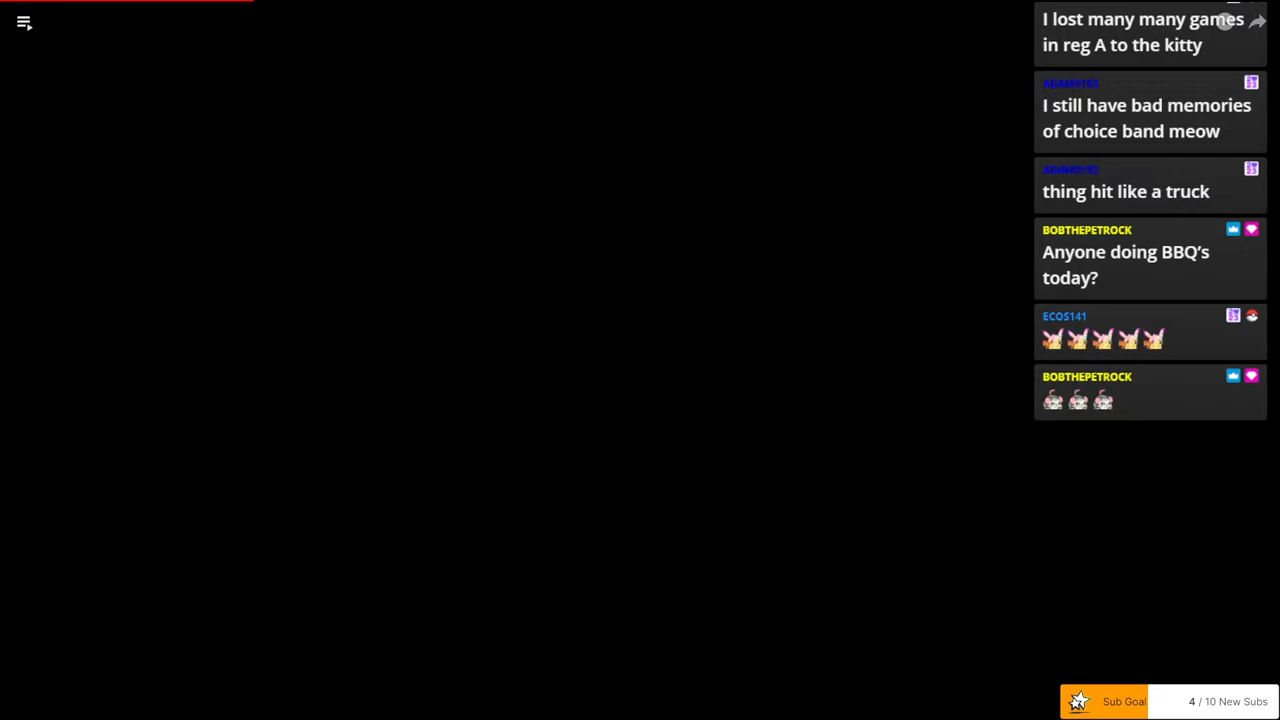 I lost many many games
in reg A to the kitty
I still have bad memories
of choice band meow
thing hit like a truck
BOBTHEPETROCK
Anyone doing BBQ's
today?
ECOS141
BOBTHEPETROCK
Sub Goal
4 / 10 New Subs